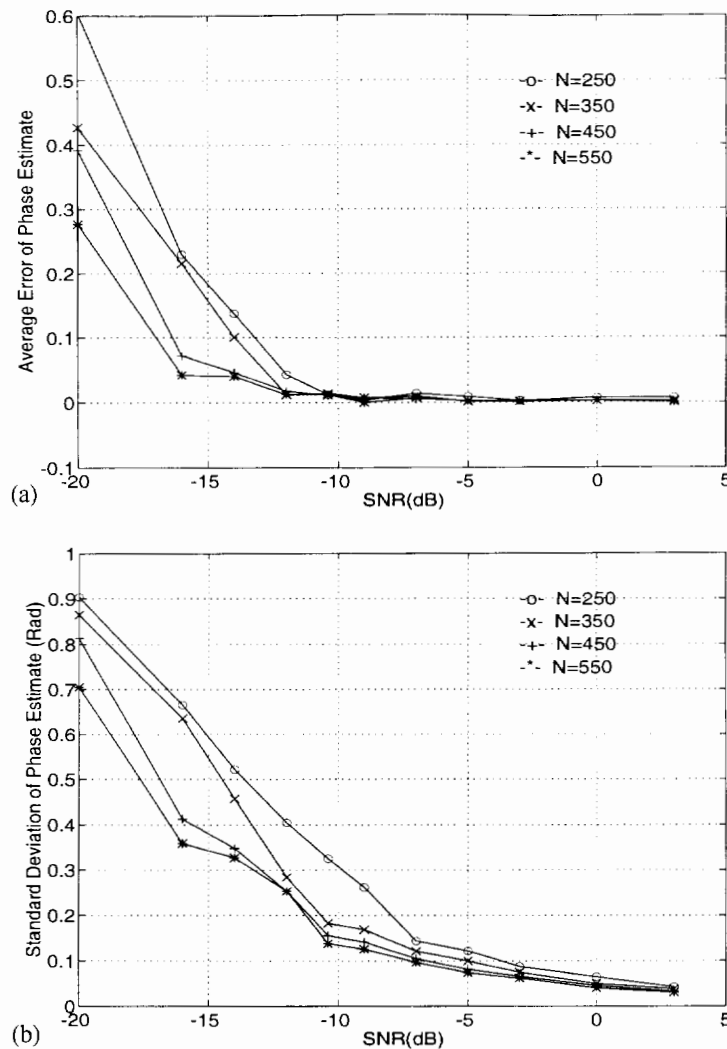 0.6
0.5
0.4
0.3
0.2
0.1
0
-0.1
Average Error of Phase Estimate
-o- N=250
-x- N=350
-+- N=450
-*- N=550
-20
-15
-10
-5
0
5
SNR(dB)
(a)
1
0.9
0.8
0.7
0.6
0.5
0.4
0.3
0.2
0.1
0
Standard Deviation of Phase Estimate (Rad)
-o- N=250
-x- N=350
-+- N=450
-*- N=550
-20
-15
-10
-5
0
5
SNR(dB)
(b)